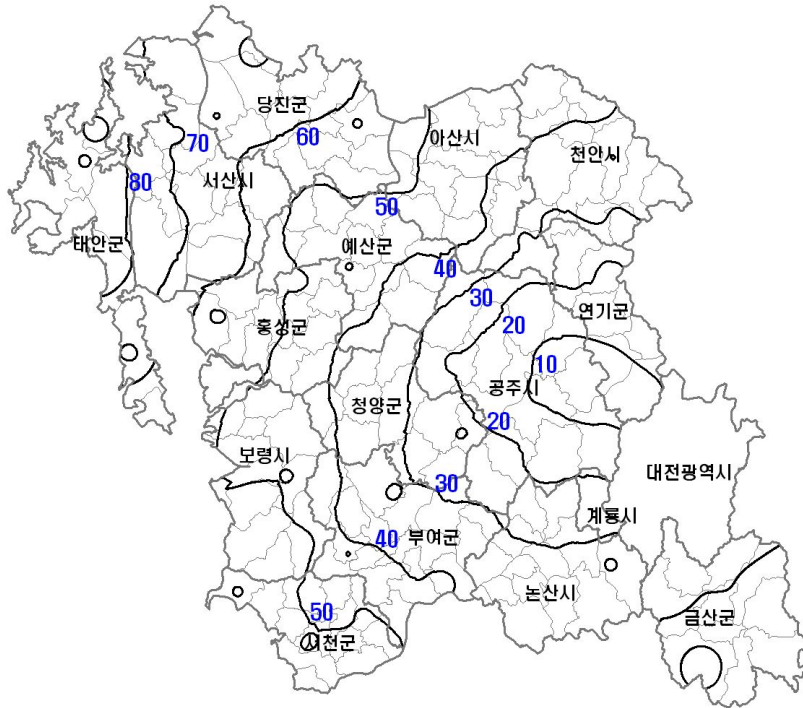 당진군
60
70
아산시
천안시
서산시
80
50
태안군
예산군
40
30
연기군
홍성군
20
10
공주시
청양군
20
보령시
대전광역시
30
계룡시
40
부여군
논산시
50
금산군
서천군